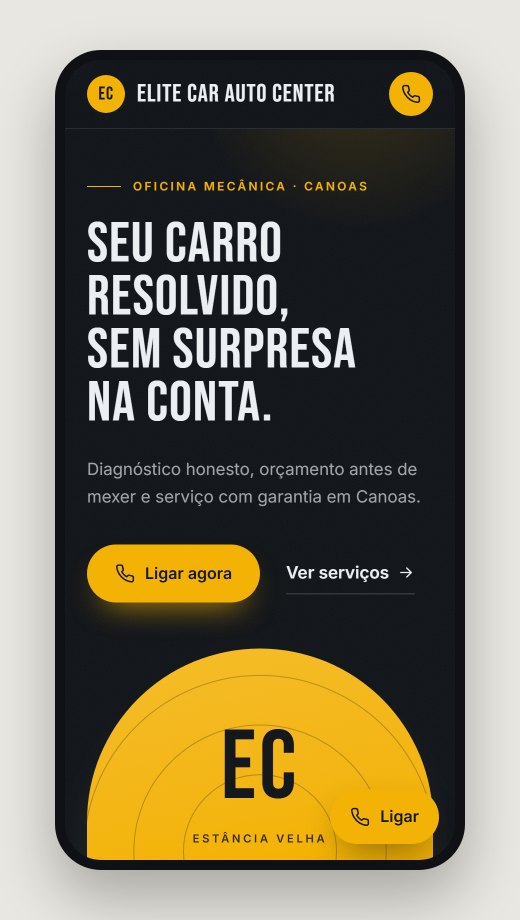 EC ELITE CAR AUTO CENTER
OFICINA MECÂNICA · CANOAS
SEU CARRO
RESOLVIDO,
SEM SURPRESA
NA CONTA.
Diagnóstico honesto, orçamento antes de
mexer e serviço com garantia em Canoas.
Ligar agora
Ver serviços →
EC
Ligar
ESTÂNCIA VELHA